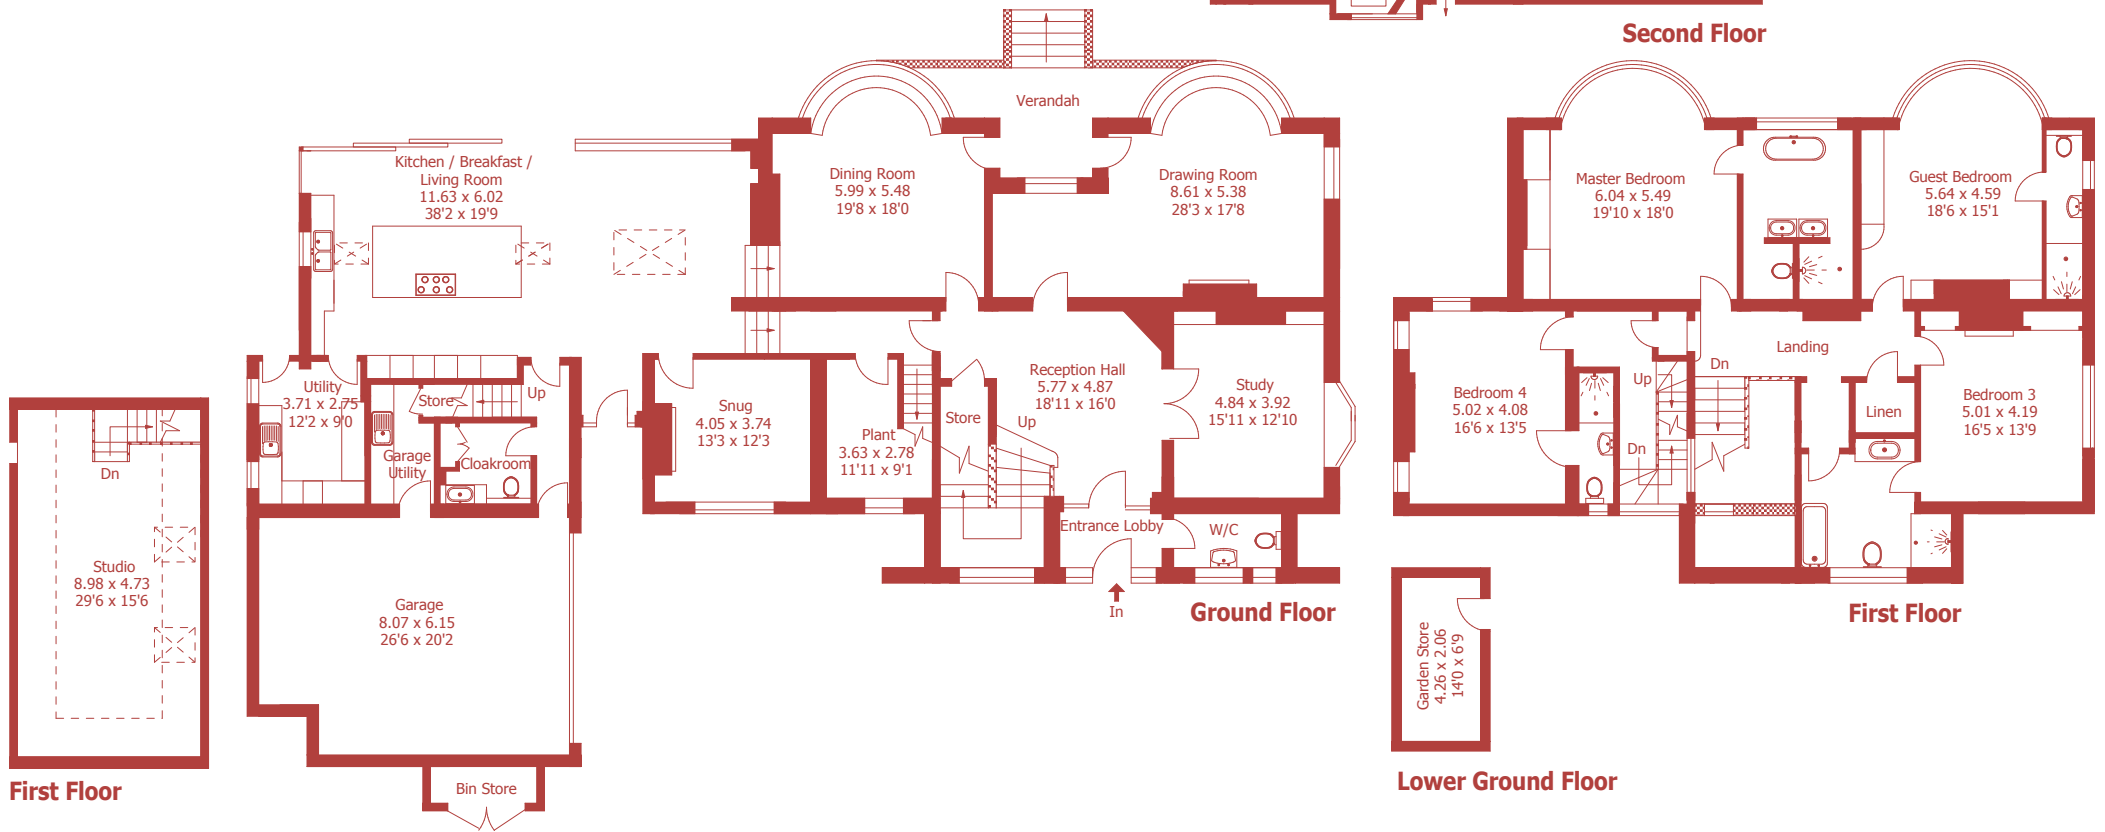 Second Floor
Verandah
Kitchen / Breakfast /
Living Room
11.63 x 6.02
38'2 x 19'9
Dining Room
5.99 x 5.48
19'8 x 18'0
Drawing Room
8.61 x 5.38
28'3 x 17'8
Master Bedroom
6.04 x 5.49
19'10 x 18'0
Guest Bedroom
5.64 x 4.59
18'6 x 15'1
Utility
3.71 x 2.75
12'2 x 9'0
Store
Up
Garage
Utility
Cloakroom
Snug
4.05 x 3.74
13'3 x 12'3
Plant
3.63 x 2.78
11'11 x 9'1
Store
Up
Reception Hall
5.77 x 4.87
18'11 x 16'0
Study
4.84 x 3.92
15'11 x 12'10
Entrance Lobby
W/C
In
Ground Floor
Bedroom 4
5.02 x 4.08
16'6 x 13'5
Up
Dn
Dn
Landing
Linen
Bedroom 3
5.01 x 4.19
16'5 x 13'9
First Floor
Dn
Studio
8.98 x 4.73
29'6 x 15'6
First Floor
Garage
8.07 x 6.15
26'6 x 20'2
Bin Store
Garden Store
4.26 x 2.06
14'0 x 6'9
Lower Ground Floor